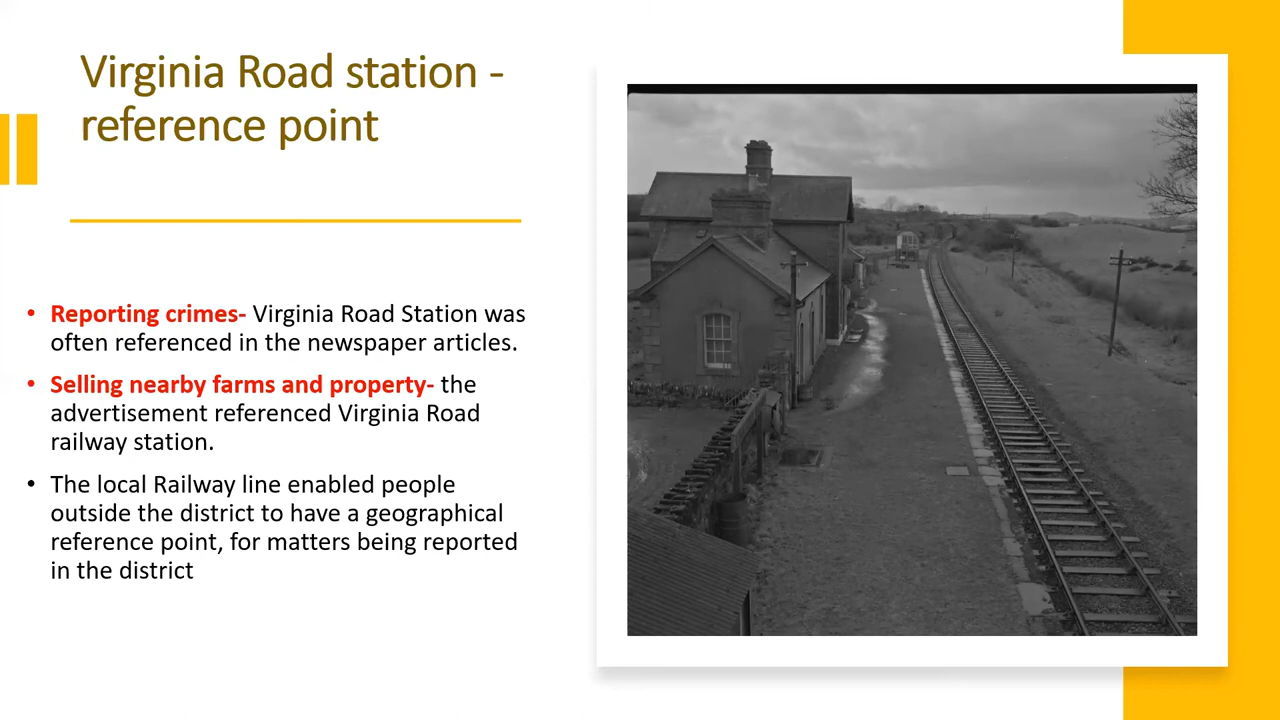 Virginia Road station -
reference point
• Reporting crimes- Virginia Road Station was
often referenced in the newspaper articles.
• Selling nearby farms and property- the
advertisement referenced Virginia Road
railway station.
• The local Railway line enabled people
outside the district to have a geographical
reference point, for matters being reported
in the district